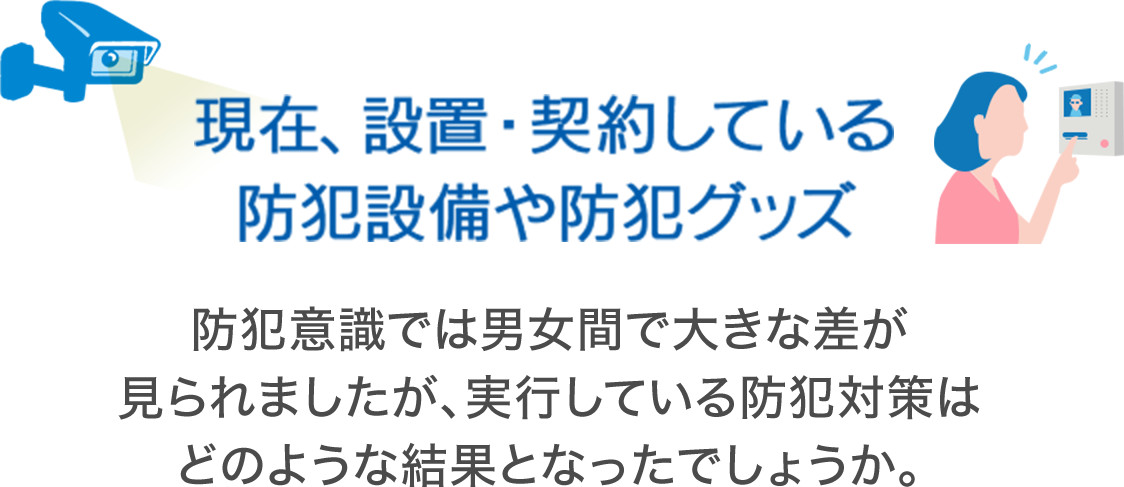 現在、設置・契約している
防犯設備や防犯グッズ
防犯意識では男女間で大きな差が
見られましたが、実行している防犯対策は
どのような結果となったでしょうか。